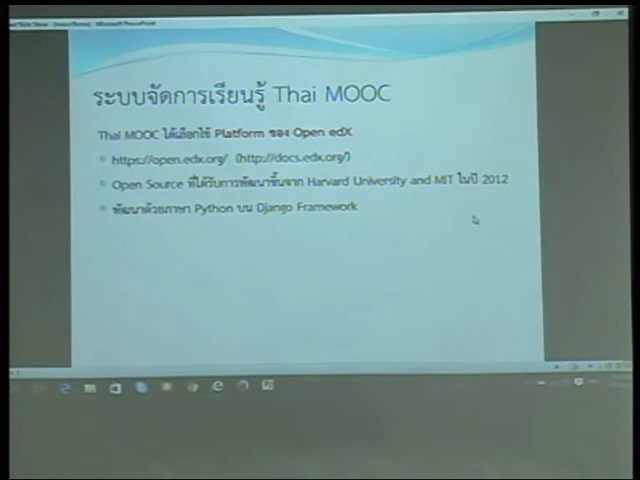 ระบบจัดการเรียนรู้ Thai MOOC
Thai MOOC ได้เลือกใช้ Platform ของ Open edX
https://open.edx.org/ (http://docs.edx.org/)
Open Source ที่ได้รับการพัฒนาขึ้นจาก Harvard University and MIT ในปี 2012
พัฒนาด้วยภาษา Python บน Django Framework